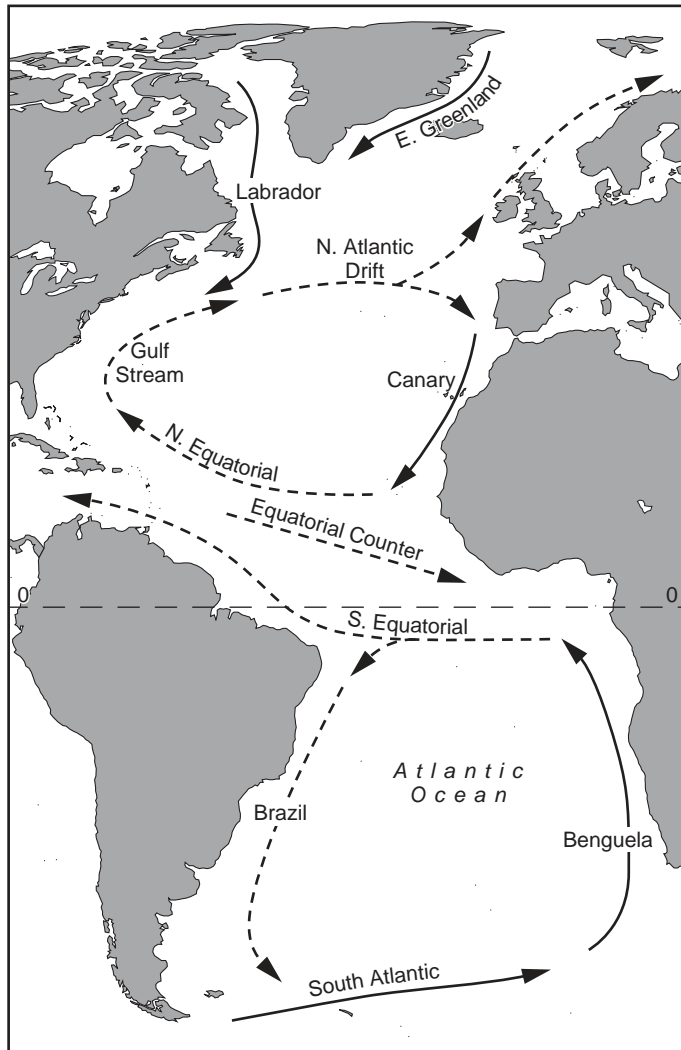 E. Greenland
Labrador
N. Atlantic
Drift
Gulf
Stream
Canary
N. Equatorial
Equatorial Counter
0
0
S. Equatorial
Atlantic
Ocean
Brazil
Benguela
South Atlantic